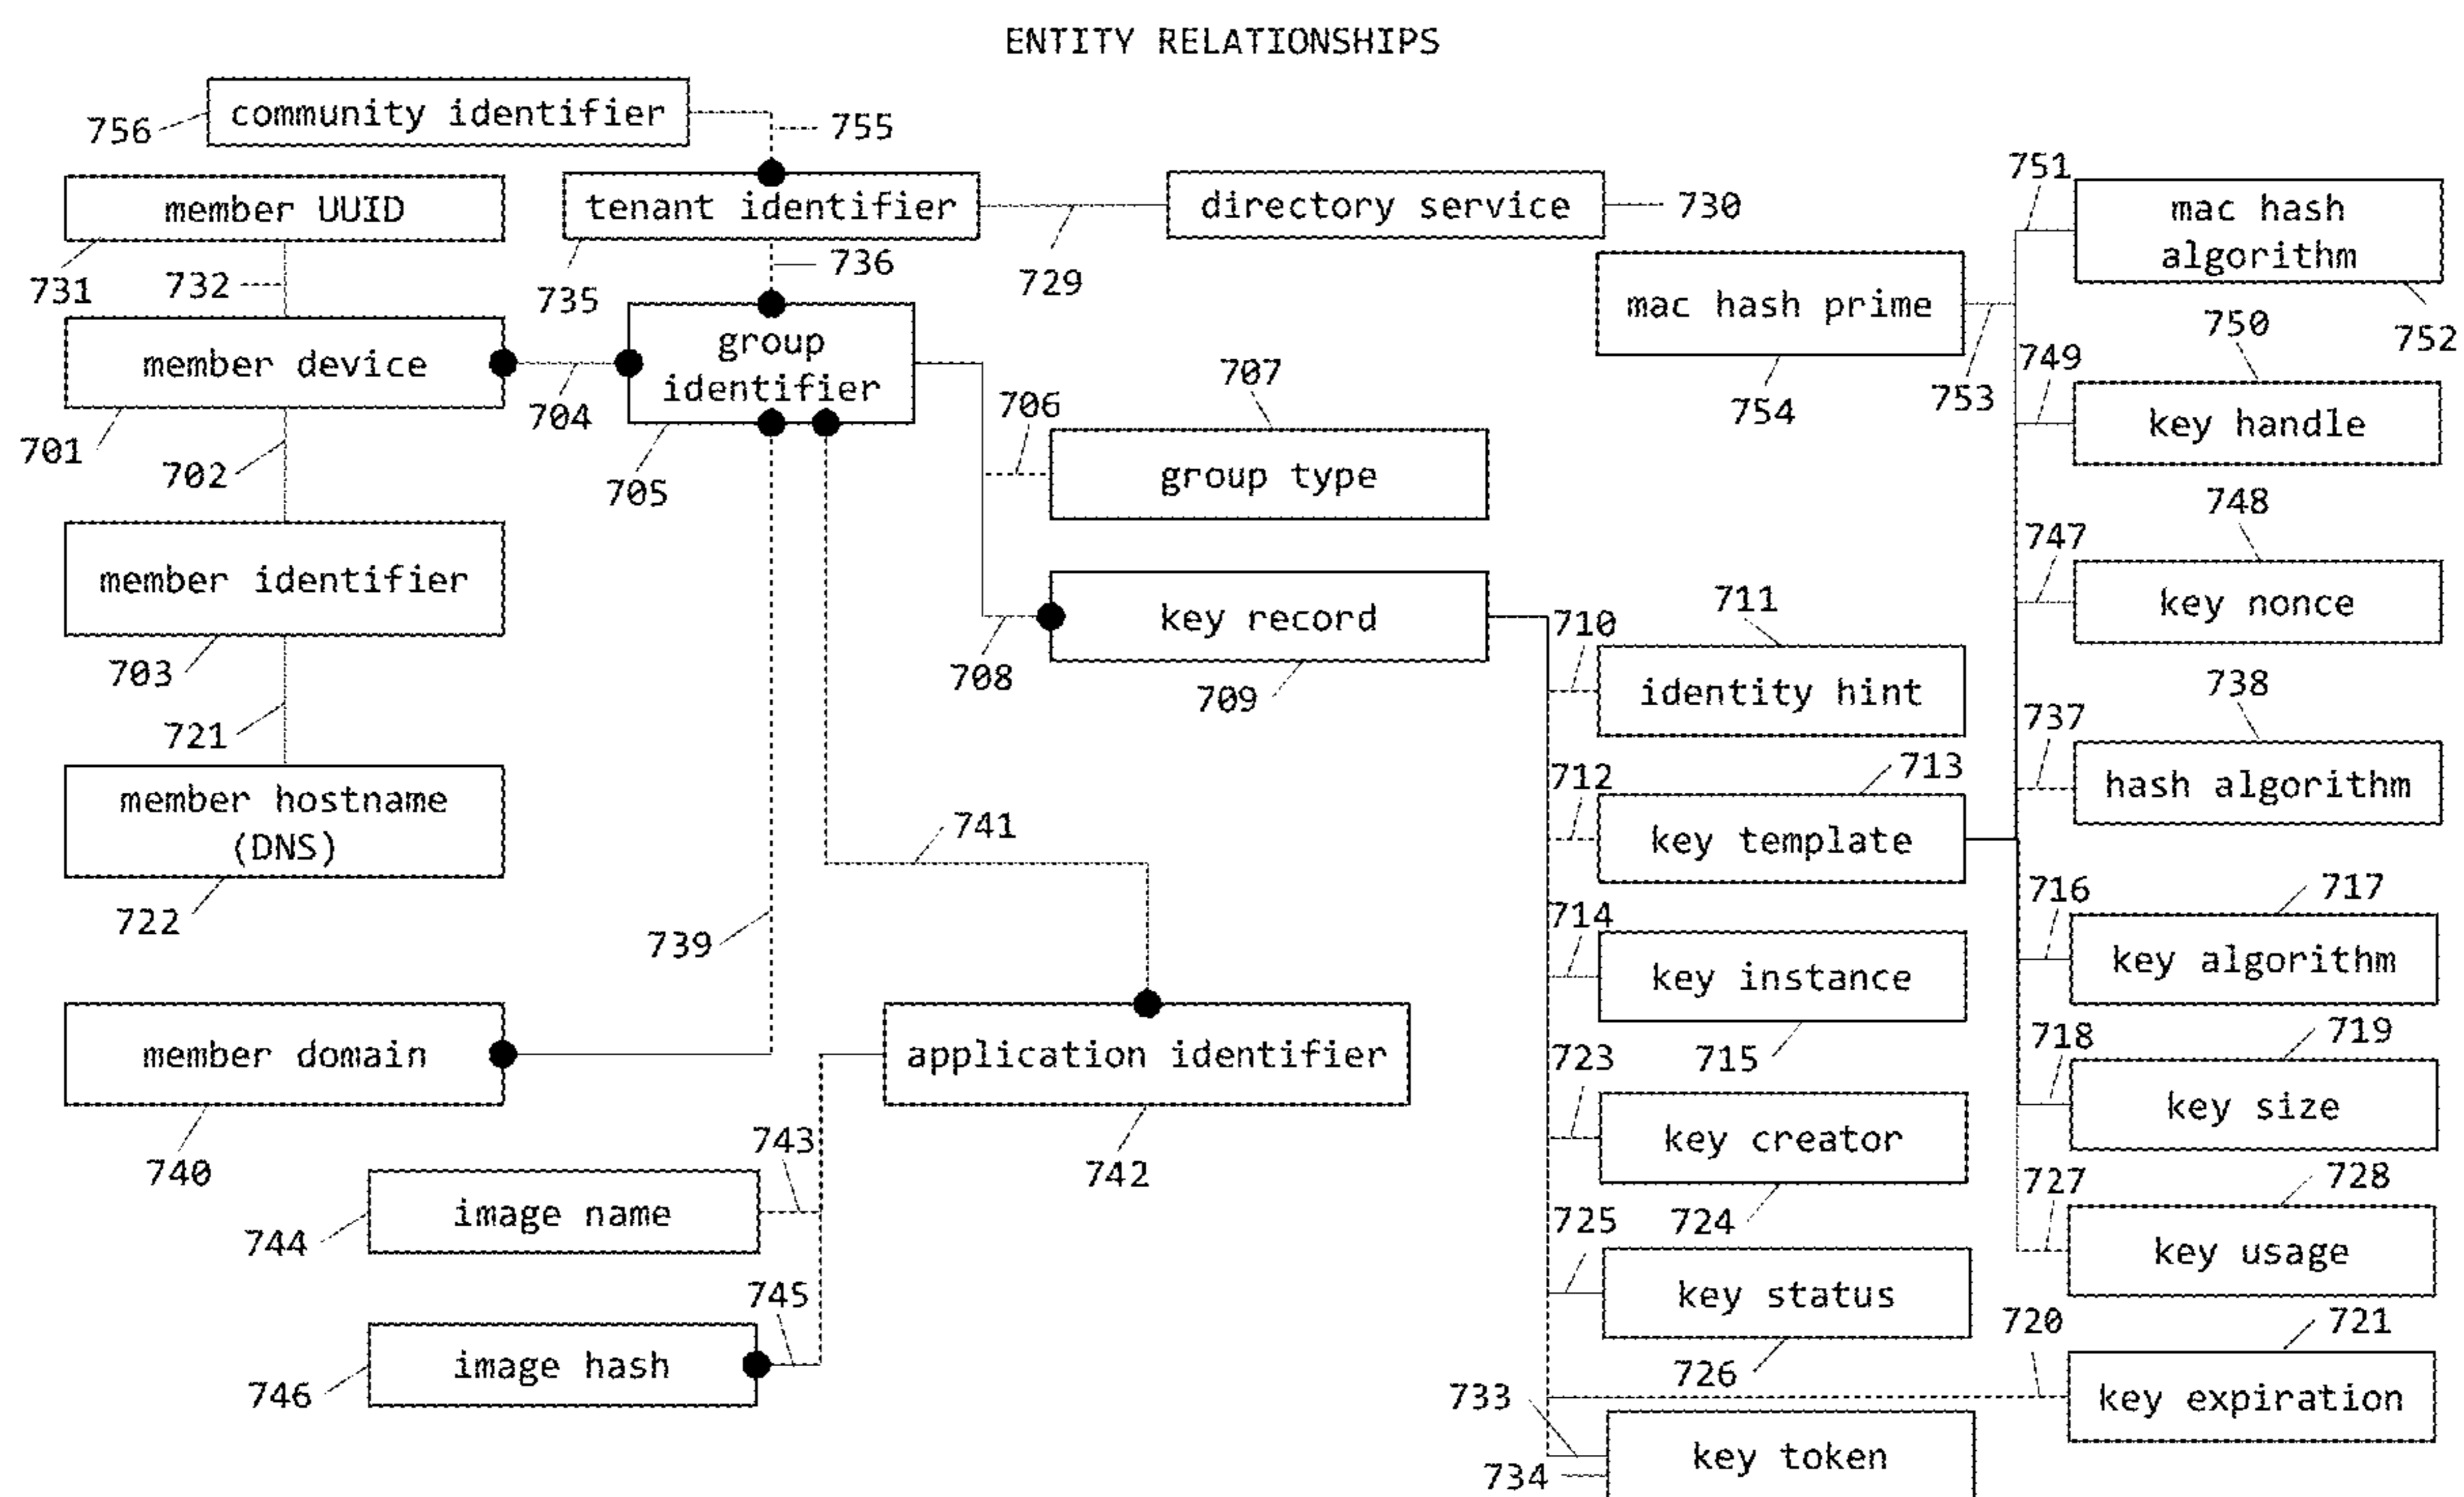 ENTITY RELATIONSHIPS
community identifier
756
755
member UUID
731
732
tenant identifier
735
736
directory service
729
730
member device
701
702
704
group
identifier
705
706
707
group type
member identifier
703
721
key record
708
709
member hostname
(DNS)
722
739
741
member domain
740
application identifier
742
743
image name
744
745
image hash
746
mac hash prime
754
753
751
mac hash
algorithm
752
750
749
key handle
748
747
key nonce
738
737
hash algorithm
710
711
identity hint
712
713
key template
714
key instance
715
716
717
key algorithm
718
719
key size
723
key creator
724
727
728
key usage
725
key status
726
720
721
key expiration
733
734
key token